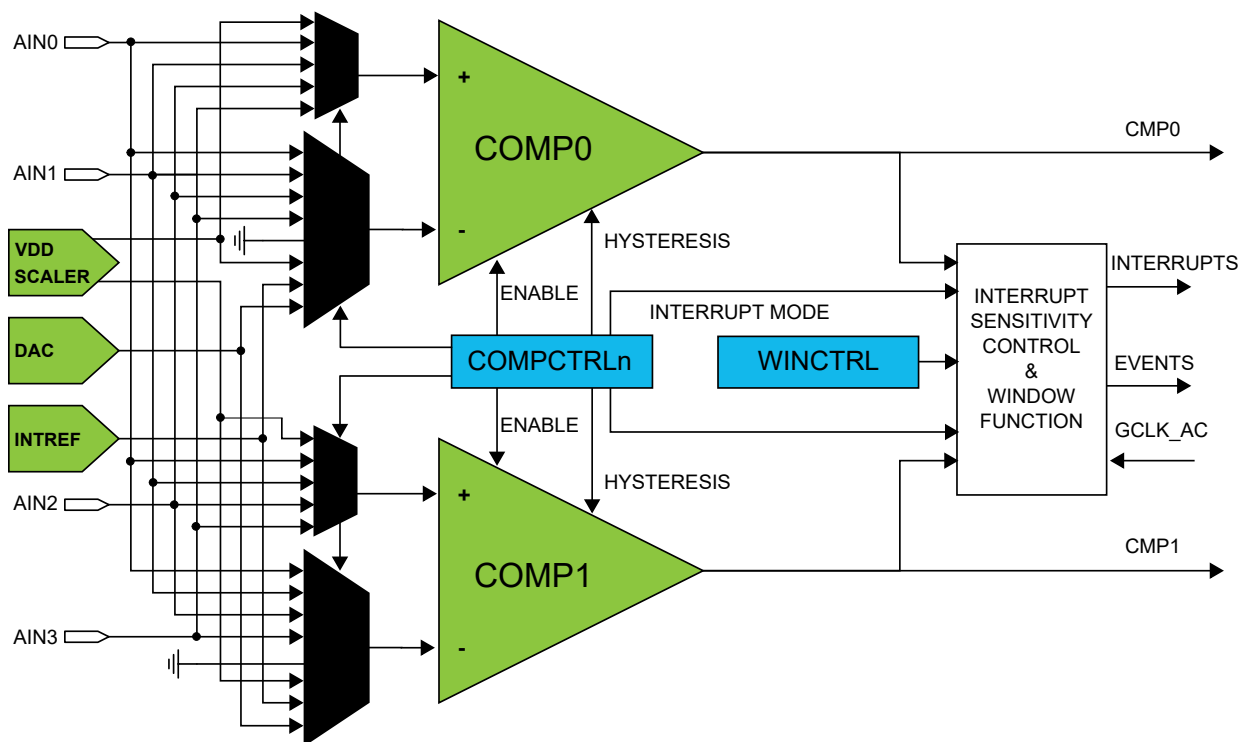 AIN0
+
COMP0
CMP0
AIN1
-
HYSTERESIS
VDD
SCALER
ENABLE
INTERRUPT MODE
INTERRUPTS
INTERRUPT
SENSITIVITY
CONTROL
&
WINDOW
FUNCTION
DAC
COMPCTRLn
WINCTRL
EVENTS
INTREF
ENABLE
GCLK_AC
HYSTERESIS
AIN2
+
COMP1
CMP1
AIN3
-